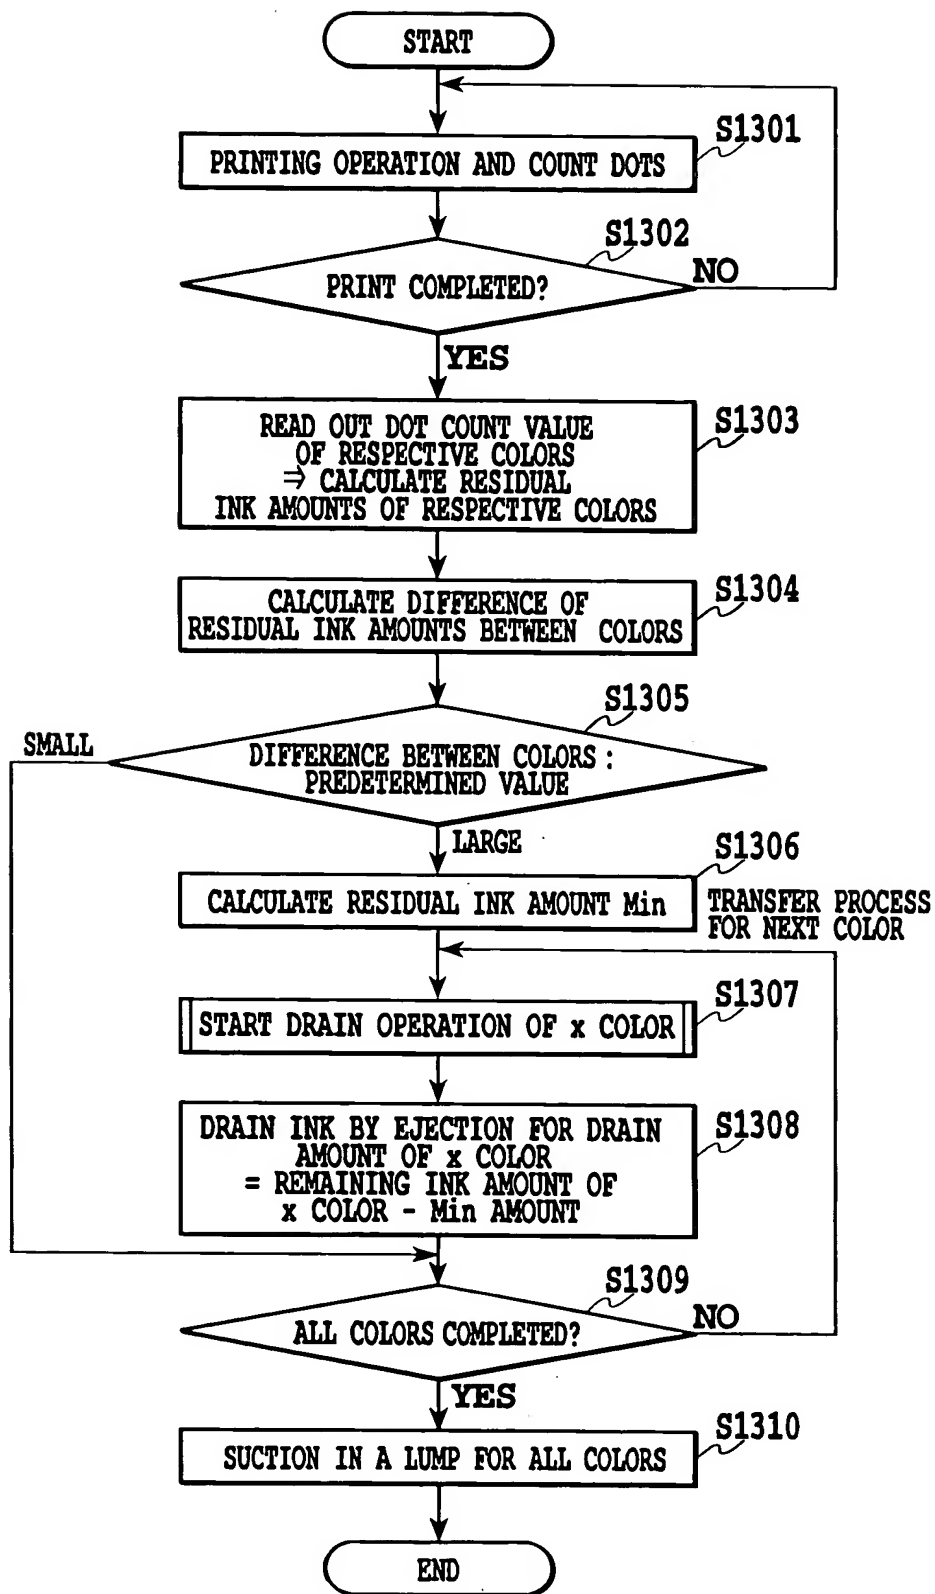 START
S1301
PRINTING OPERATION AND COUNT DOTS
S1302
PRINT COMPLETED?
NO
YES
S1303
READ OUT DOT COUNT VALUE
OF RESPECTIVE COLORS
⇒ CALCULATE RESIDUAL
INK AMOUNTS OF RESPECTIVE COLORS
S1304
CALCULATE DIFFERENCE OF
RESIDUAL INK AMOUNTS BETWEEN COLORS
S1305
SMALL
DIFFERENCE BETWEEN COLORS :
PREDETERMINED VALUE
LARGE
S1306
CALCULATE RESIDUAL INK AMOUNT Min
TRANSFER PROCESS
FOR NEXT COLOR
S1307
START DRAIN OPERATION OF x COLOR
S1308
DRAIN INK BY EJECTION FOR DRAIN
AMOUNT OF x COLOR
= REMAINING INK AMOUNT OF
x COLOR - Min AMOUNT
S1309
ALL COLORS COMPLETED?
NO
YES
S1310
SUCTION IN A LUMP FOR ALL COLORS
END